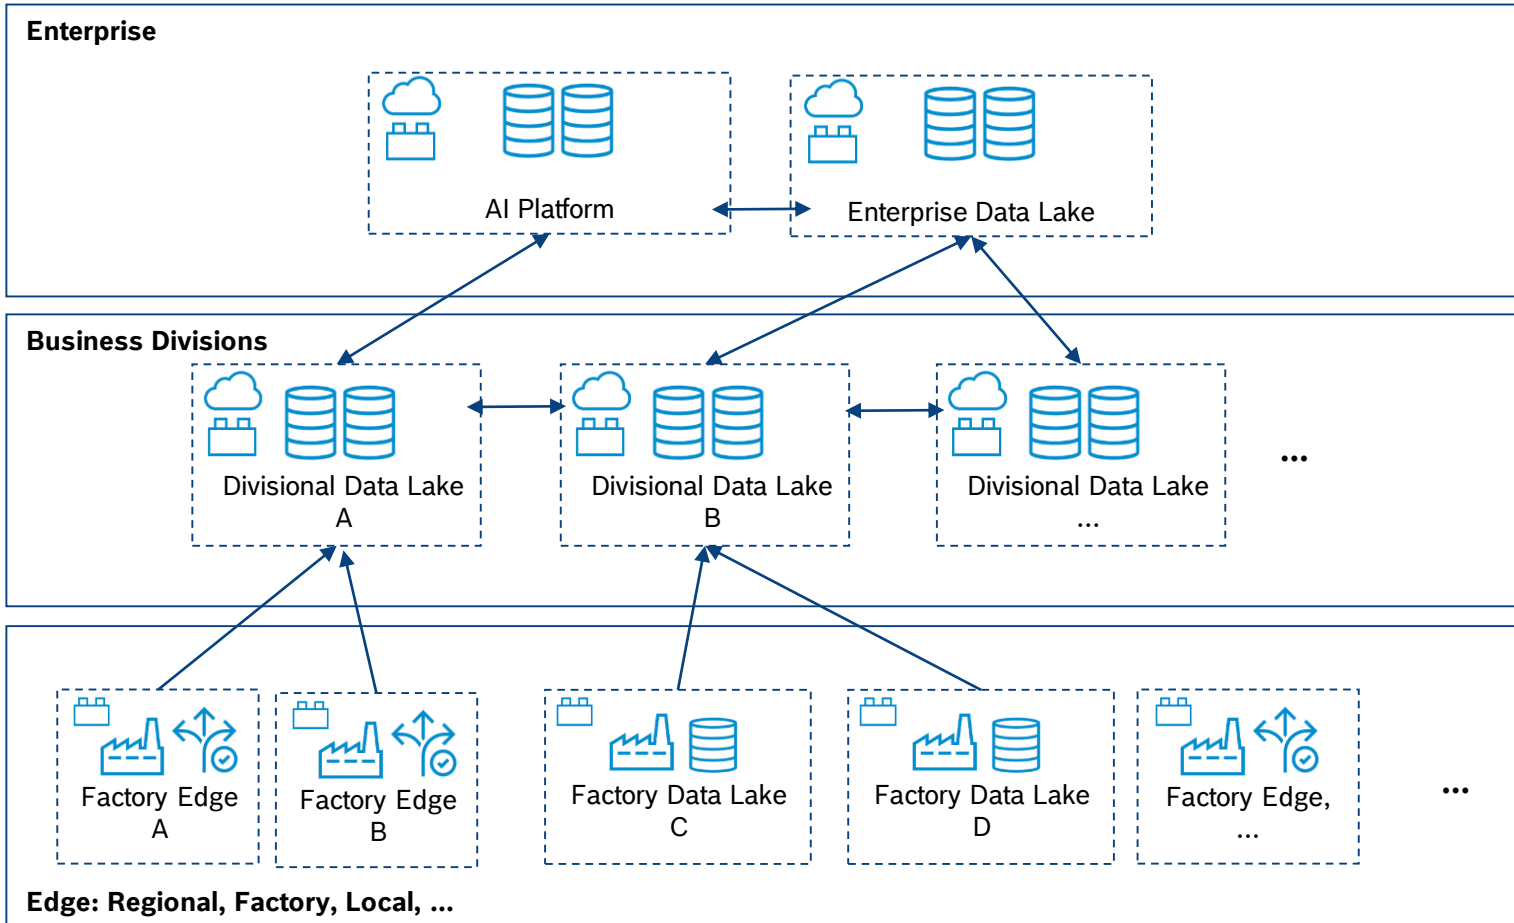 Enterprise
AI Platform
Enterprise Data Lake
Business Divisions
Divisional Data Lake
A
Divisional Data Lake
B
Divisional Data Lake
...
...
Factory Edge
A
Factory Edge
B
Factory Data Lake
C
Factory Data Lake
D
Factory Edge,
...
...
Edge: Regional, Factory, Local, ...